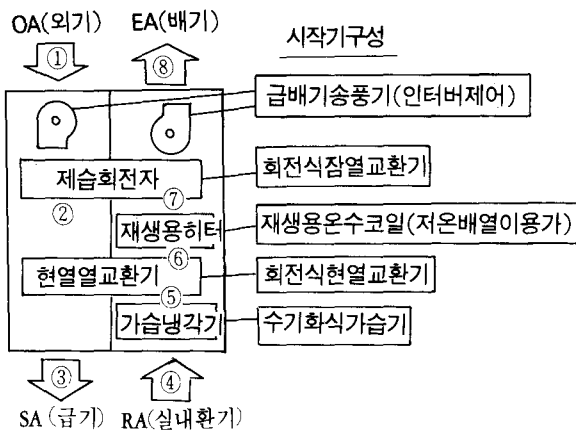 OA(외기) EA(배기)
시작기구성
① ⑧
급배기송풍기(인터버제어)
제습회전자
회전식잠열교환기
② ⑦
재생용히터
재생용온수코일(저온배열이용가)
⑥
현열열교환기
회전식현열교환기
⑤
가습냉각기
수기화식가습기
③ ④
SA(급기) RA(실내환기)